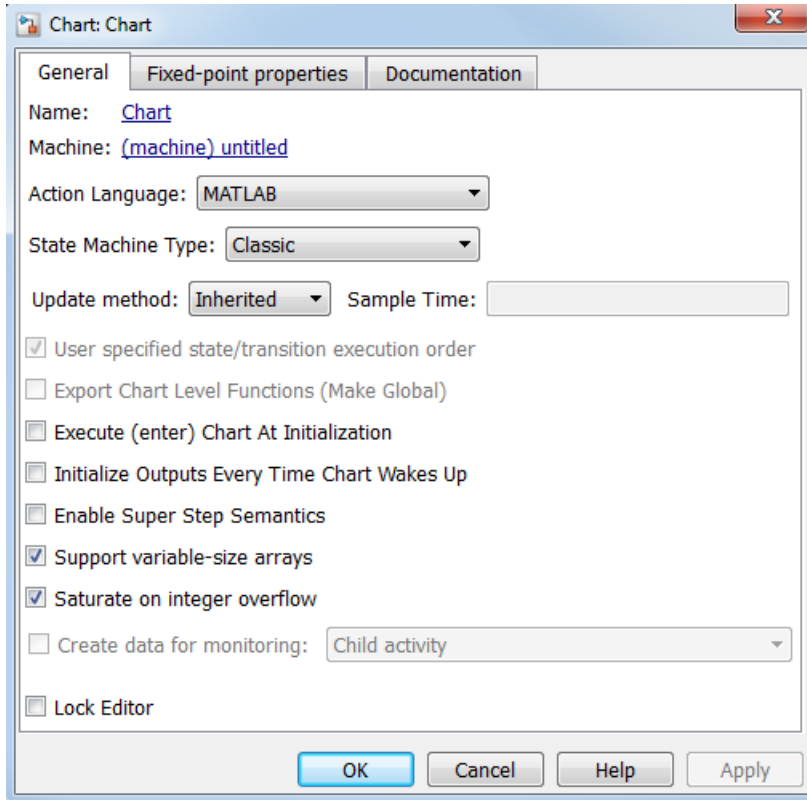 Chart: Chart
General Fixed-point properties Documentation
Name: Chart
Machine: (machine) untitled
Action Language: MATLAB
State Machine Type: Classic
Update method: Inherited Sample Time:
User specified state/transition execution order
Export Chart Level Functions (Make Global)
Execute (enter) Chart At Initialization
Initialize Outputs Every Time Chart Wakes Up
Enable Super Step Semantics
Support variable-size arrays
Saturate on integer overflow
Create data for monitoring: Child activity
Lock Editor
OK Cancel Help Apply